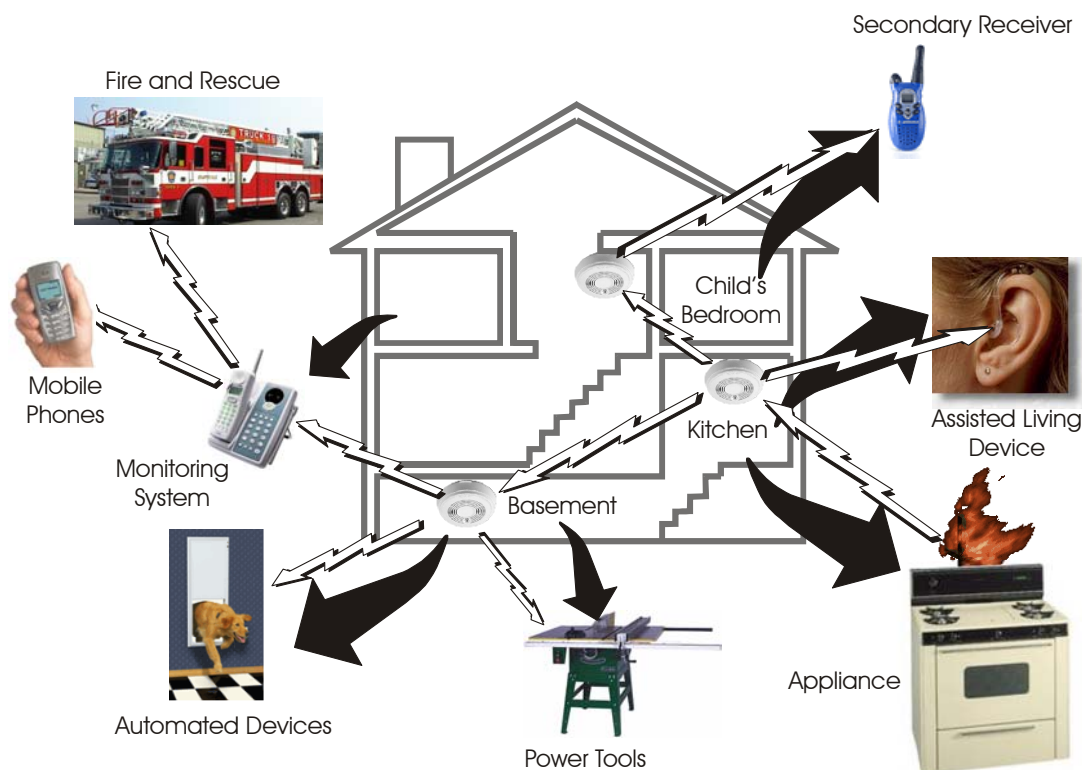 Secondary Receiver
Fire and Rescue
TRUCK
Child's
Bedroom
Mobile
Phones
Kitchen
Assisted Living
Device
Monitoring
System
Basement
Appliance
Automated Devices
Power Tools